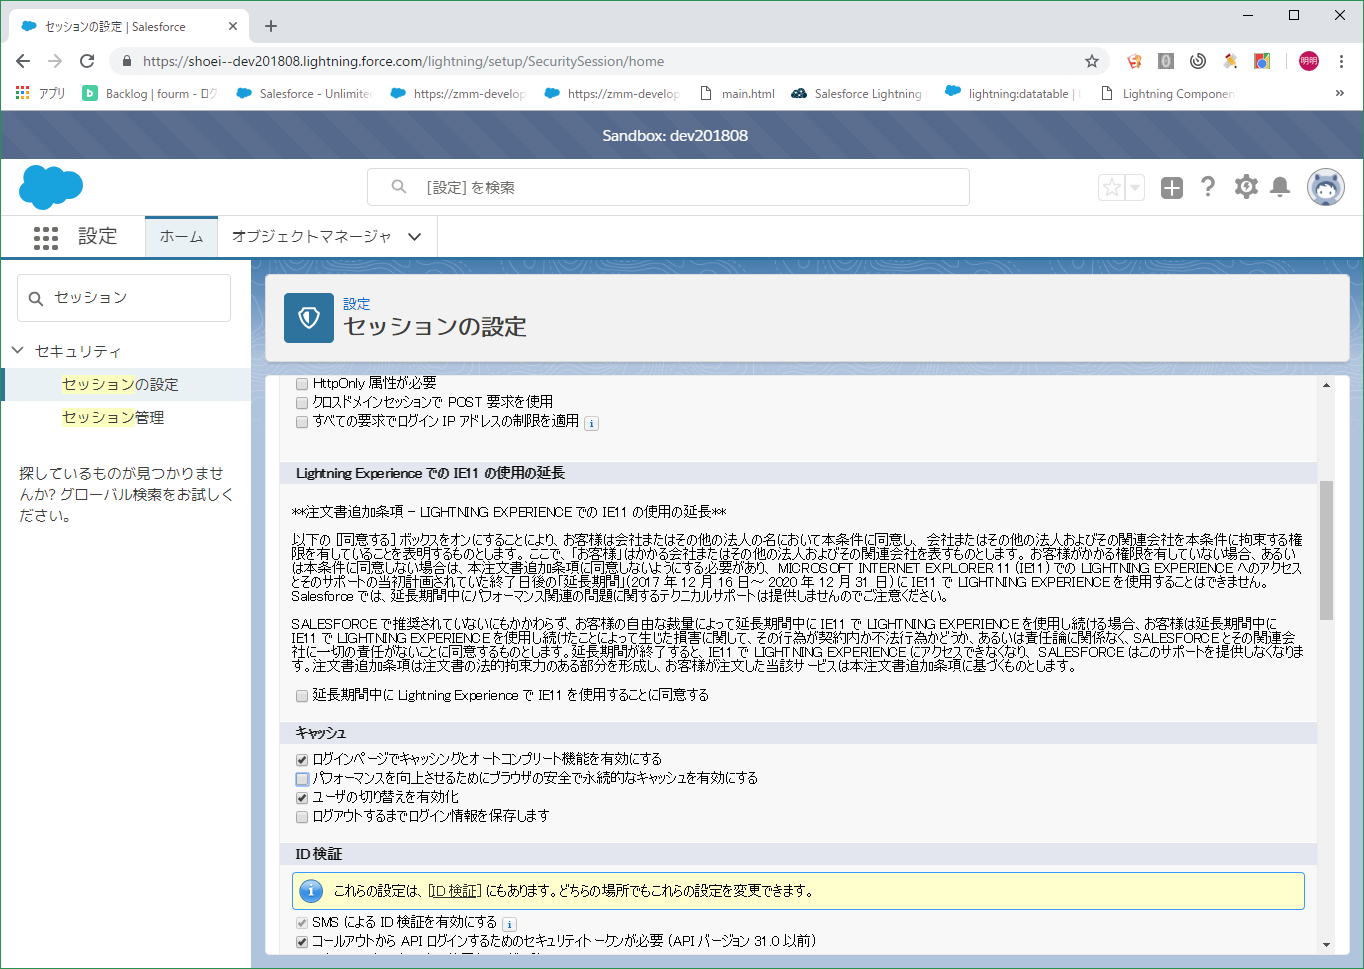 セッションの設定 | Salesforce
https://shoei--dev201808.lightning.force.com/lightning/setup/SecuritySession/home
明明
アプリ
Backlog | fourm - ログ
Salesforce - Unlimite
https://zmm-develop
https://zmm-develop
main.html
Salesforce Lightning
lightning:datatable |
Lightning Componen
Sandbox: dev201808
[設定] を検索
設定
ホーム
オブジェクトマネージャ
セッション
セキュリティ
セッションの設定
セッション管理
探しているものが見つかりませ
んか? グローバル検索をお試しく
ださい。
設定
セッションの設定
HttpOnly 属性が必要
クロスドメインセッションで POST 要求を使用
すべての要求でログイン IP アドレスの制限を適用
Lightning Experience での IE11 の使用の延長
**注文書追加条項 – LIGHTNING EXPERIENCE での IE11 の使用の延長**
以下の [同意する] ボックスをオンにすることにより、お客様は会社またはその他の法人の名において本条件に同意し、会社またはその他の法人およびその関連会社を本条件に拘束する権
限を有していることを表明するものとします。ここで、「お客様」はかかる会社またはその他の法人およびその関連会社を表すものとします。お客様がかかる権限を有していない場合、あるい
は本条件に同意しない場合は、本注文書追加条項に同意しないようにする必要があり、MICROSOFT INTERNET EXPLORER 11 (IE11) での LIGHTNING EXPERIENCE へのアクセス
とそのサポートの当初計画されていた終了日後の「延長期間」(2017 年 12 月 16 日～ 2020 年 12 月 31 日) に IE11 で LIGHTNING EXPERIENCE を使用することはできません。
Salesforce では、延長期間中にパフォーマンス関連の問題に関するテクニカルサポートは提供しませんのでご注意ください。
SALESFORCE で推奨されていないにもかかわらず、お客様の自由な裁量によって延長期間中に IE11 で LIGHTNING EXPERIENCE を使用し続ける場合、お客様は延長期間中に
IE11 で LIGHTNING EXPERIENCE を使用し続けたことによって生じた損害に関して、その行為が契約内か不法行為かどうか、あるいは責任論に関係なく、SALESFORCE とその関連会
社に一切の責任がないことに同意するものとします。延長期間が終了すると、IE11 で LIGHTNING EXPERIENCE にアクセスできなくなり、SALESFORCE はこのサポートを提供しなくなりま
す。注文書追加条項は注文書の法的拘束力のある部分を形成し、お客様が注文した当該サービスは本注文書追加条項に基づくものとします。
延長期間中に Lightning Experience で IE11 を使用することに同意する
キャッシュ
ログインページでキャッシングとオートコンプリート機能を有効にする
パフォーマンスを向上させるためにブラウザの安全で永続的なキャッシュを有効にする
ユーザの切り替えを有効化
ログアウトするまでログイン情報を保存します
ID 検証
これらの設定は、[ID 検証] にもあります。どちらの場所でもこれらの設定を変更できます。
SMS による ID 検証を有効にする
コールアウトから API ログインするためのセキュリティトークンが必要 (API バージョン 31.0 以前)